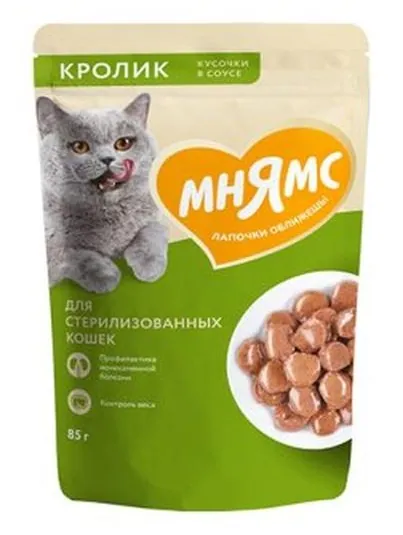 КРОЛИК
КУСОЧКИ
В СОУСЕ
МНЯМС
ЛАПОЧКИ ОБЛИЖЕШЬ!
ДЛЯ
СТЕРИЛИЗОВАННЫХ
КОШЕК
Профилактика
мочекаменной
болезни
Контроль веса
85 г